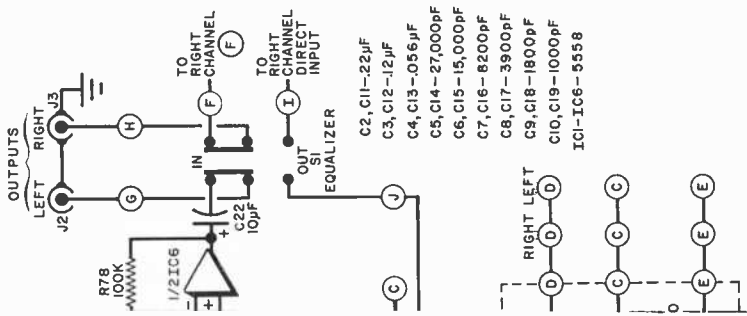 OUTPUTS
LEFT RIGHT
J2
J3
G
H
R78
100K
1/2IC6
-
+
+
C22
10µF
IN
OUT
S1
EQUALIZER
F
TO
RIGHT
CHANNEL
F
I
TO
RIGHT
CHANNEL
DIRECT
INPUT
J
C
C2,C11-.22µF
C3,C12-.12µF
C4,C13-.056µF
C5,C14-27,000pF
C6,C15-15,000pF
C7,C16-8200pF
C8,C17-3900pF
C9,C18-1800pF
C10,C19-1000pF
IC1-IC6-5558
RIGHT LEFT
D D D
C C C
E E E